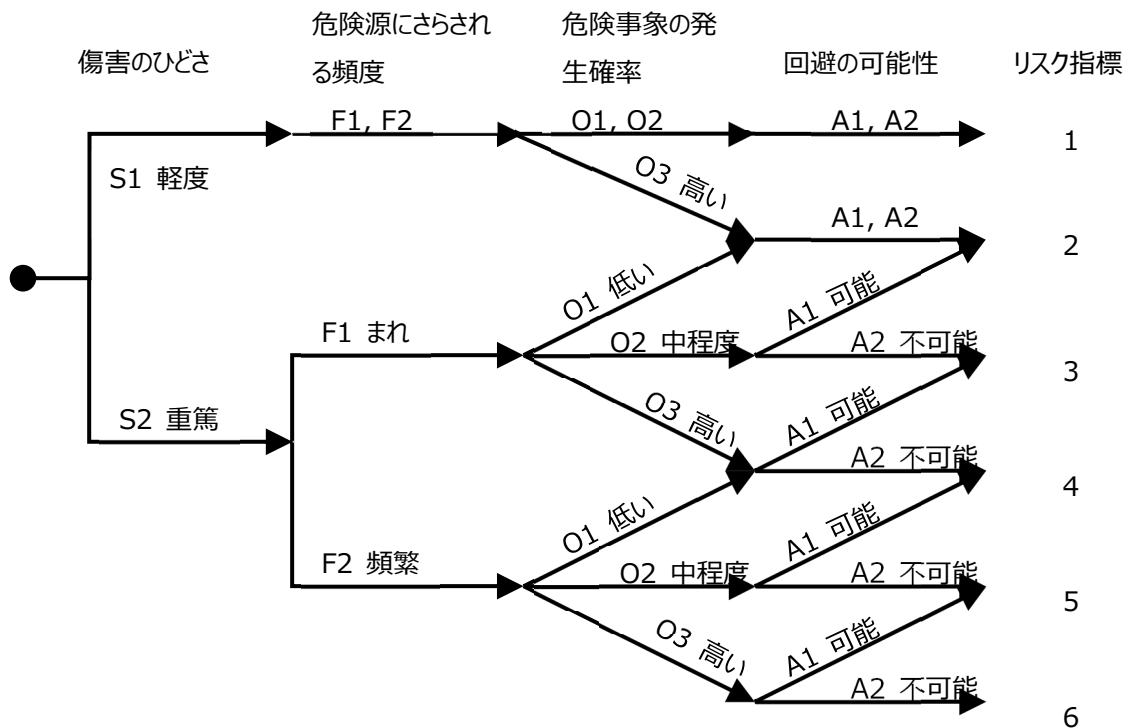 傷害のひどさ
危険源にさらされ
る頻度
危険事象の発
生確率
回避の可能性
リスク指標
F1, F2
O1, O2
A1, A2
1
S1 軽度
O3 高い
A1, A2
2
O1 低い
A1 可能
F1 まれ
O2 中程度
A2 不可能
3
S2 重篤
O3 高い
A1 可能
A2 不可能
4
O1 低い
A1 可能
F2 頻繁
O2 中程度
A2 不可能
5
O3 高い
A1 可能
A2 不可能
6